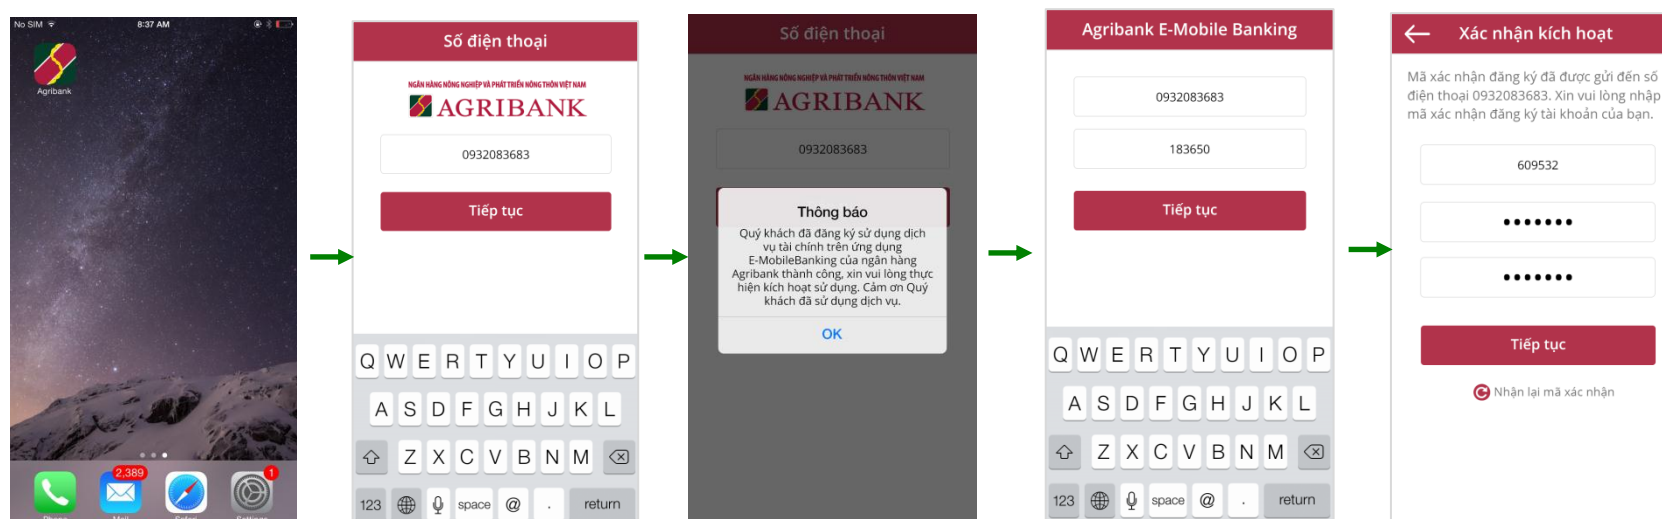 No SIM
8:37 AM
Agribank
2,389
1
Phone
Mail
Safari
Settings
Số điện thoại
NGÂN HÀNG NÔNG NGHIỆP VÀ PHÁT TRIỂN NÔNG THÔN VIỆT NAM
AGRIBANK
0932083683
Tiếp tục
Q W E R T Y U I O P
A S D F G H J K L
Z X C V B N M
123 space @ . return
Số điện thoại
NGÂN HÀNG NÔNG NGHIỆP VÀ PHÁT TRIỂN NÔNG THÔN VIỆT NAM
AGRIBANK
0932083683
Thông báo
Quý khách đã đăng ký sử dụng dịch
vụ tài chính trên ứng dụng
E-MobileBanking của ngân hàng
Agribank thành công, xin vui lòng thực
hiện kích hoạt sử dụng. Cảm ơn Quý
khách đã sử dụng dịch vụ.
OK
Agribank E-Mobile Banking
0932083683
183650
Tiếp tục
Q W E R T Y U I O P
A S D F G H J K L
Z X C V B N M
123 space @ . return
Xác nhận kích hoạt
Mã xác nhận đăng ký đã được gửi đến số
điện thoại 0932083683. Xin vui lòng nhập
mã xác nhận đăng ký tài khoản của bạn.
609532
•••••••
•••••••
Tiếp tục
Nhận lại mã xác nhận